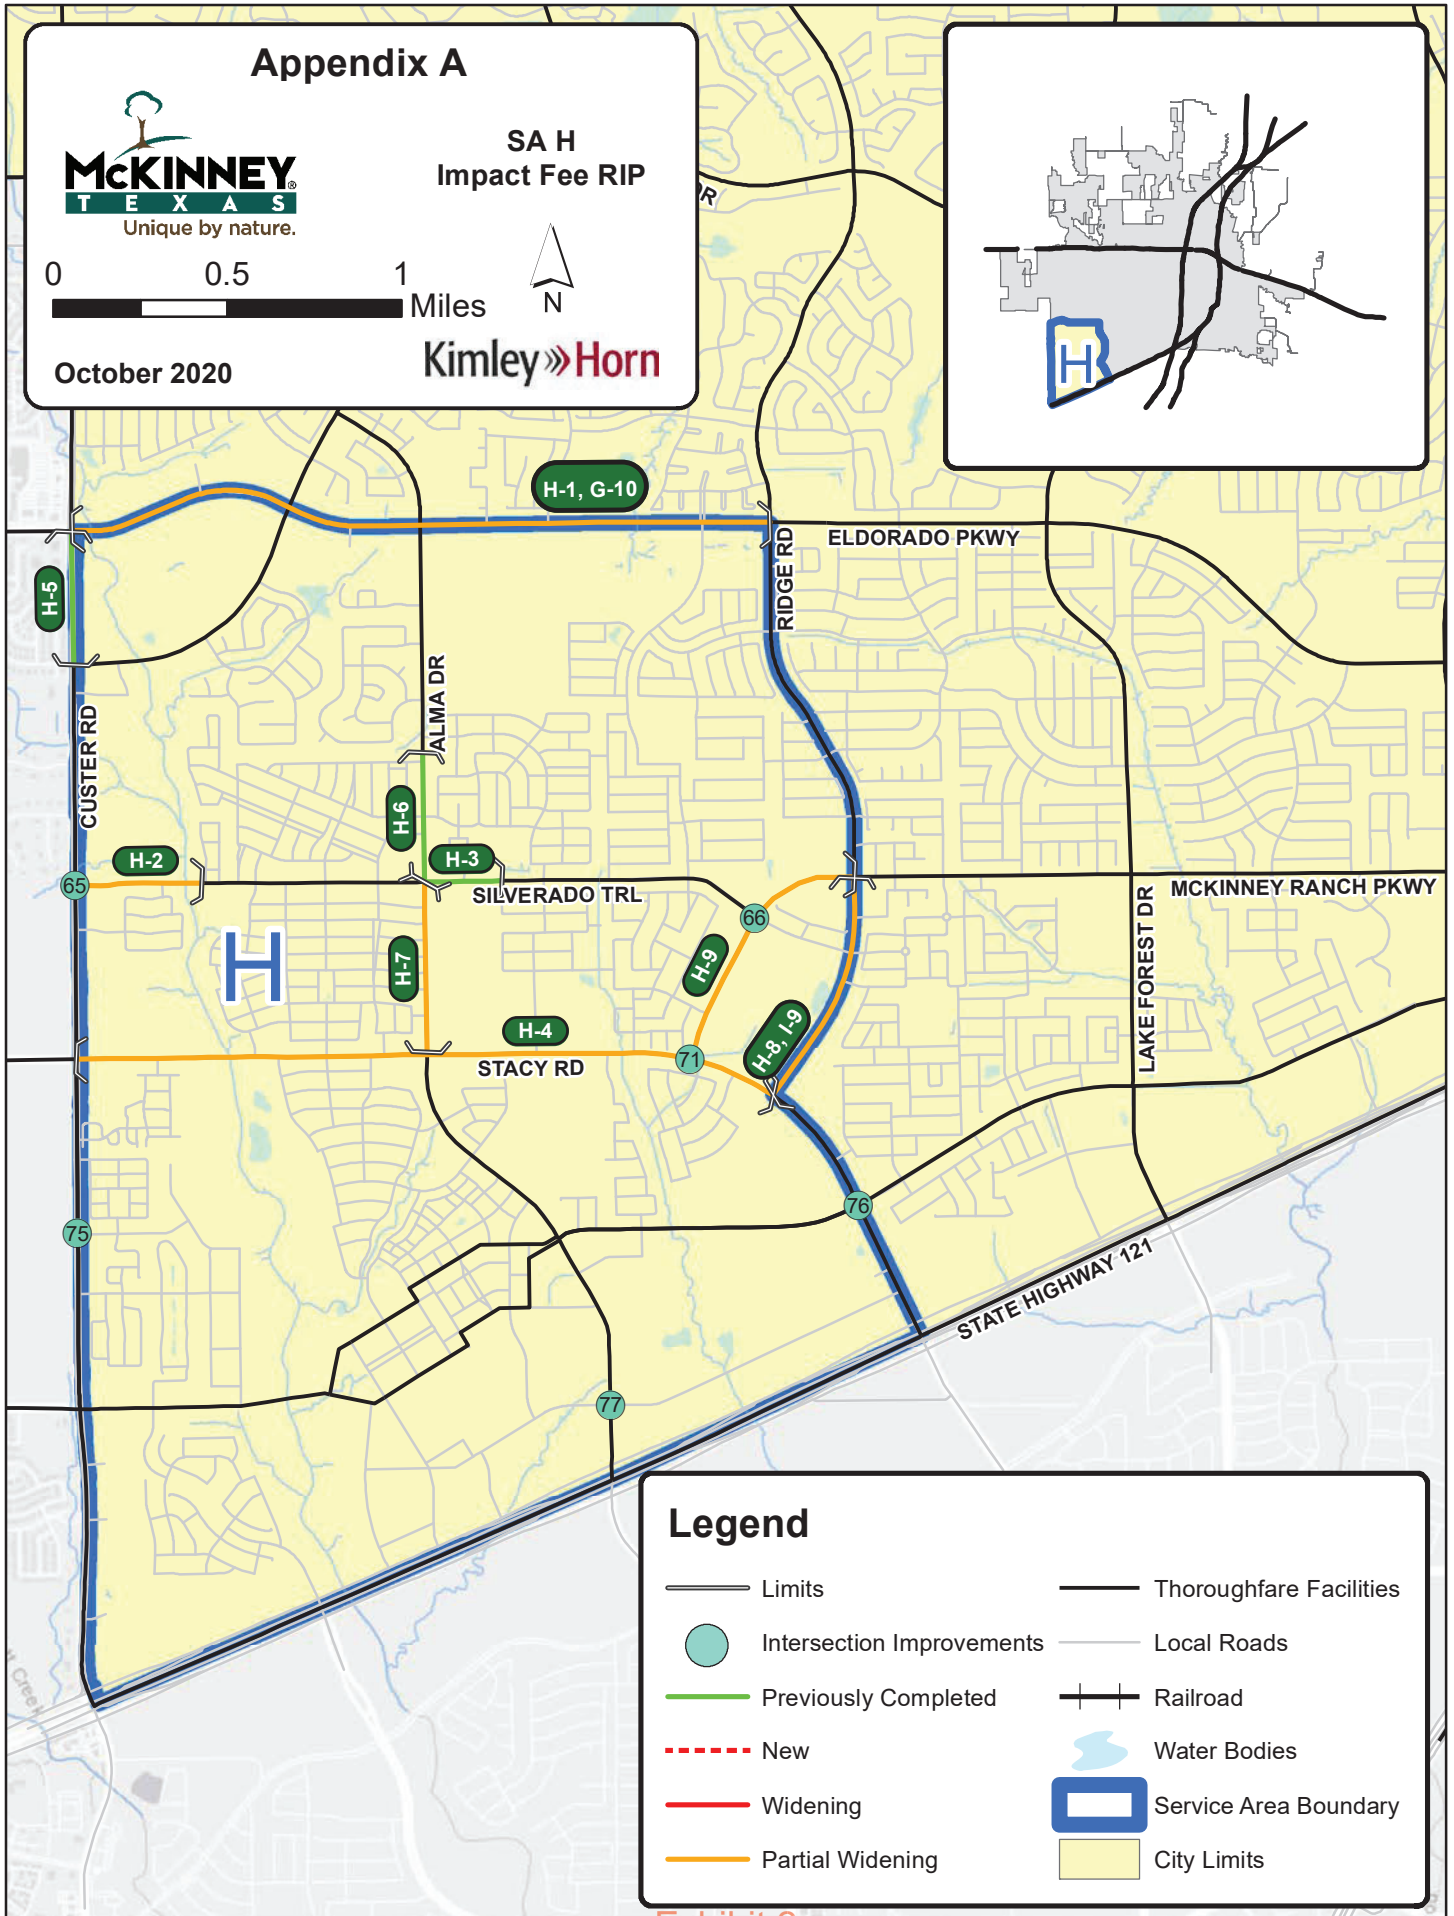 Appendix A
McKINNEY®
TEXAS
Unique by nature.
SA H
Impact Fee RIP
0 0.5 1
Miles
N
October 2020
Kimley»Horn
DR
H
H-1, G-10
ELDORADO PKWY
RIDGE RD
H-5
CUSTER RD
ALMA DR
H-6
H-2
H-3
65
SILVERADO TRL
MCKINNEY RANCH PKWY
66
H
H-7
H-9
LAKE FOREST DR
H-4
H-8, I-9
STACY RD
71
76
75
STATE HIGHWAY 121
77
Creek
Legend
Limits
Intersection Improvements
Previously Completed
New
Widening
Partial Widening
Thoroughfare Facilities
Local Roads
Railroad
Water Bodies
Service Area Boundary
City Limits